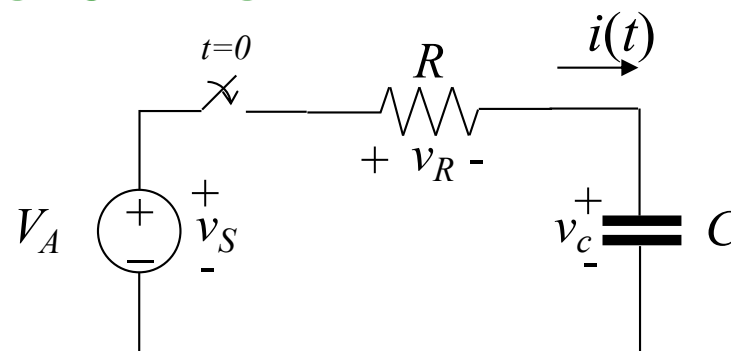 t=0
R
i(t)
+ v_R -
V_A
+
−
+
v_S
-
+
v_c
-
C